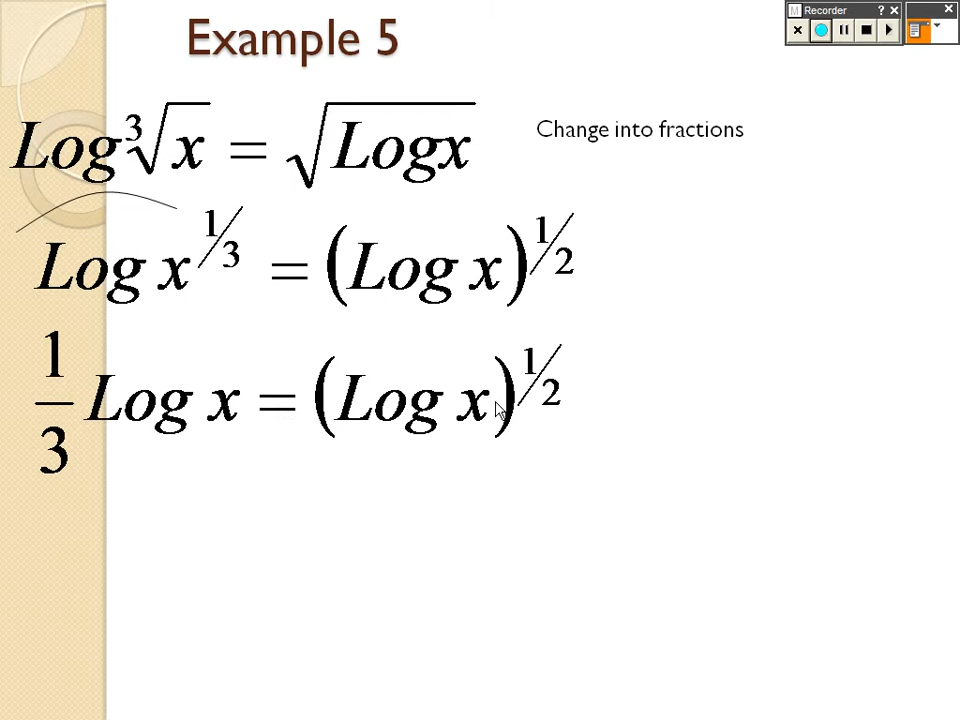 Example 5
M Recorder ? ×
Log ³√x = √Logx
Change into fractions
Log x^1/3 = (Log x)^1/2
1/3 Log x = (Log x)^1/2